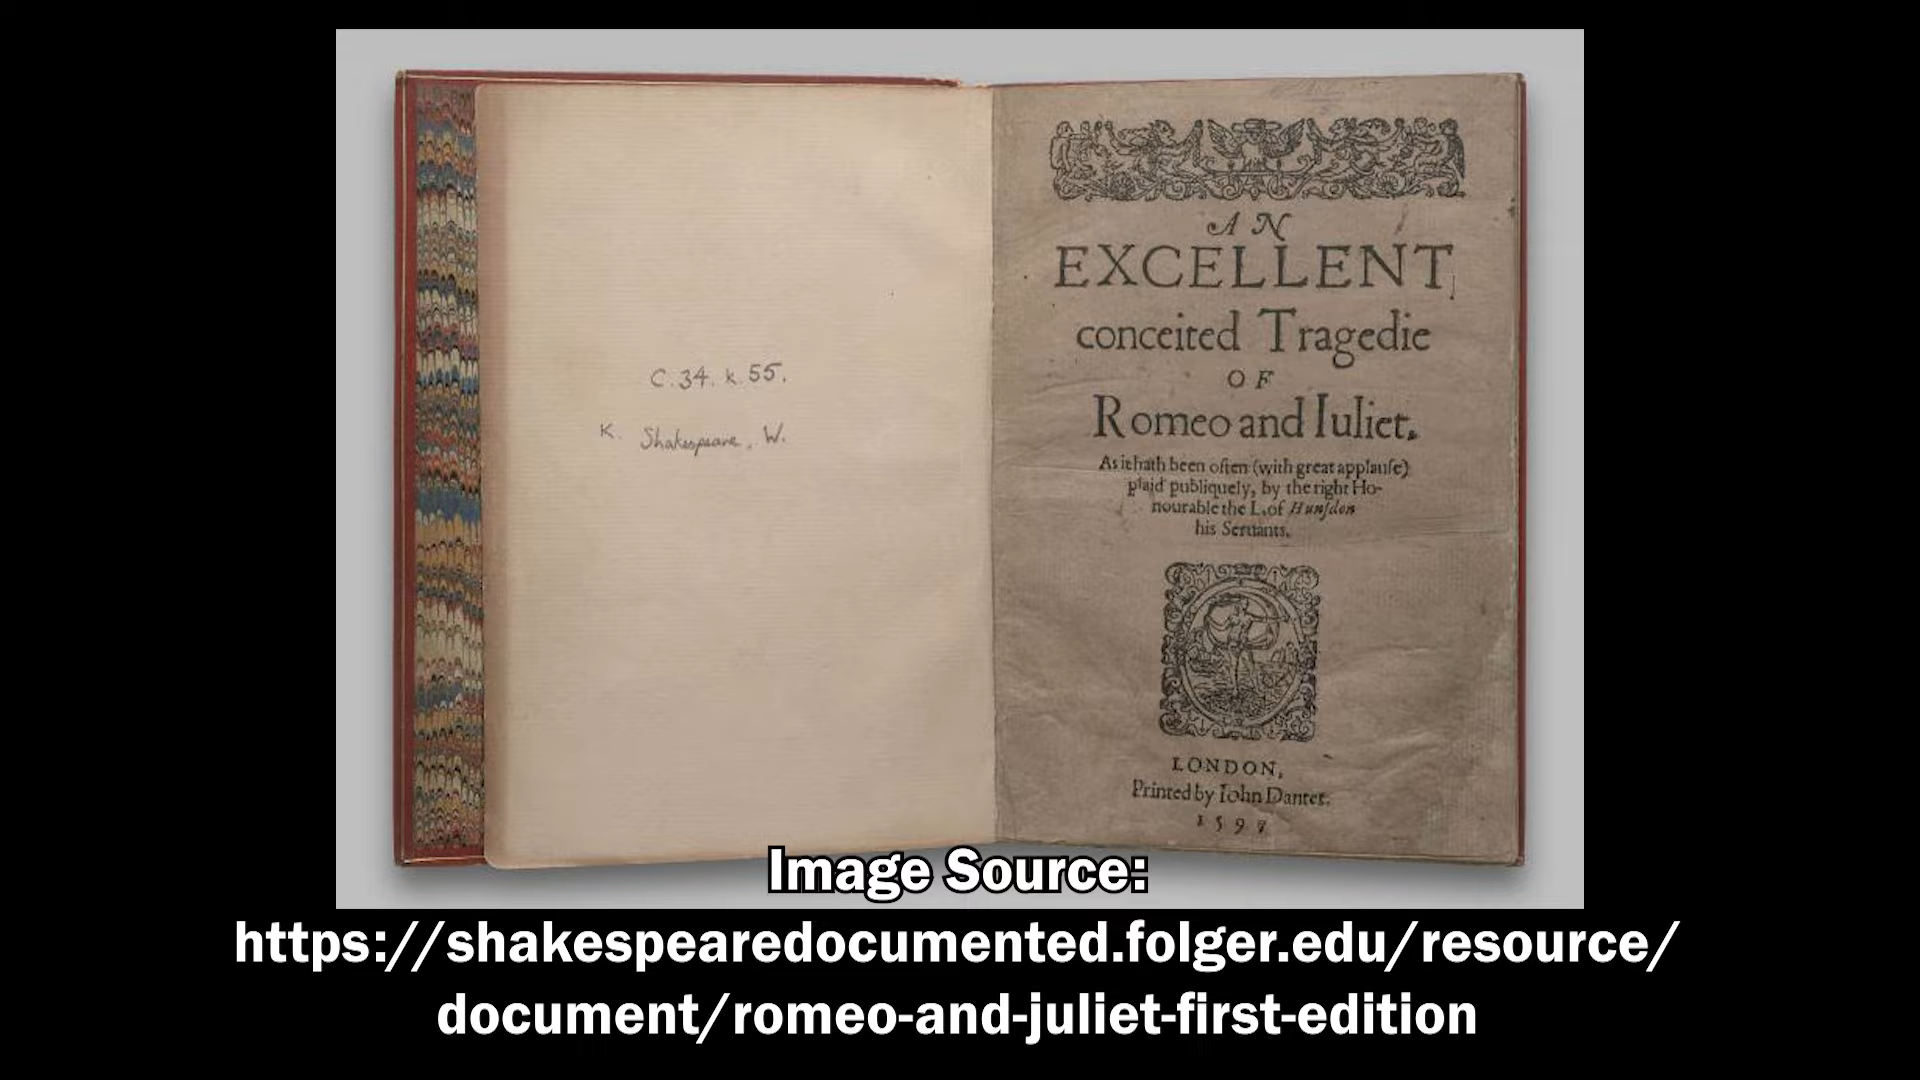 C.34. k.55.
K. Shakespeare, W.
AN
EXCELLENT
conceited Tragedie
OF
Romeo and Iuliet.
As it hath been often (with great applause)
plaid publiquely, by the right Ho-
nourable the L. of Hunsdon
his Seruants.
LONDON,
Printed by Iohn Danter.
1597
Image Source:
https://shakespearedocumented.folger.edu/resource/
document/romeo-and-juliet-first-edition